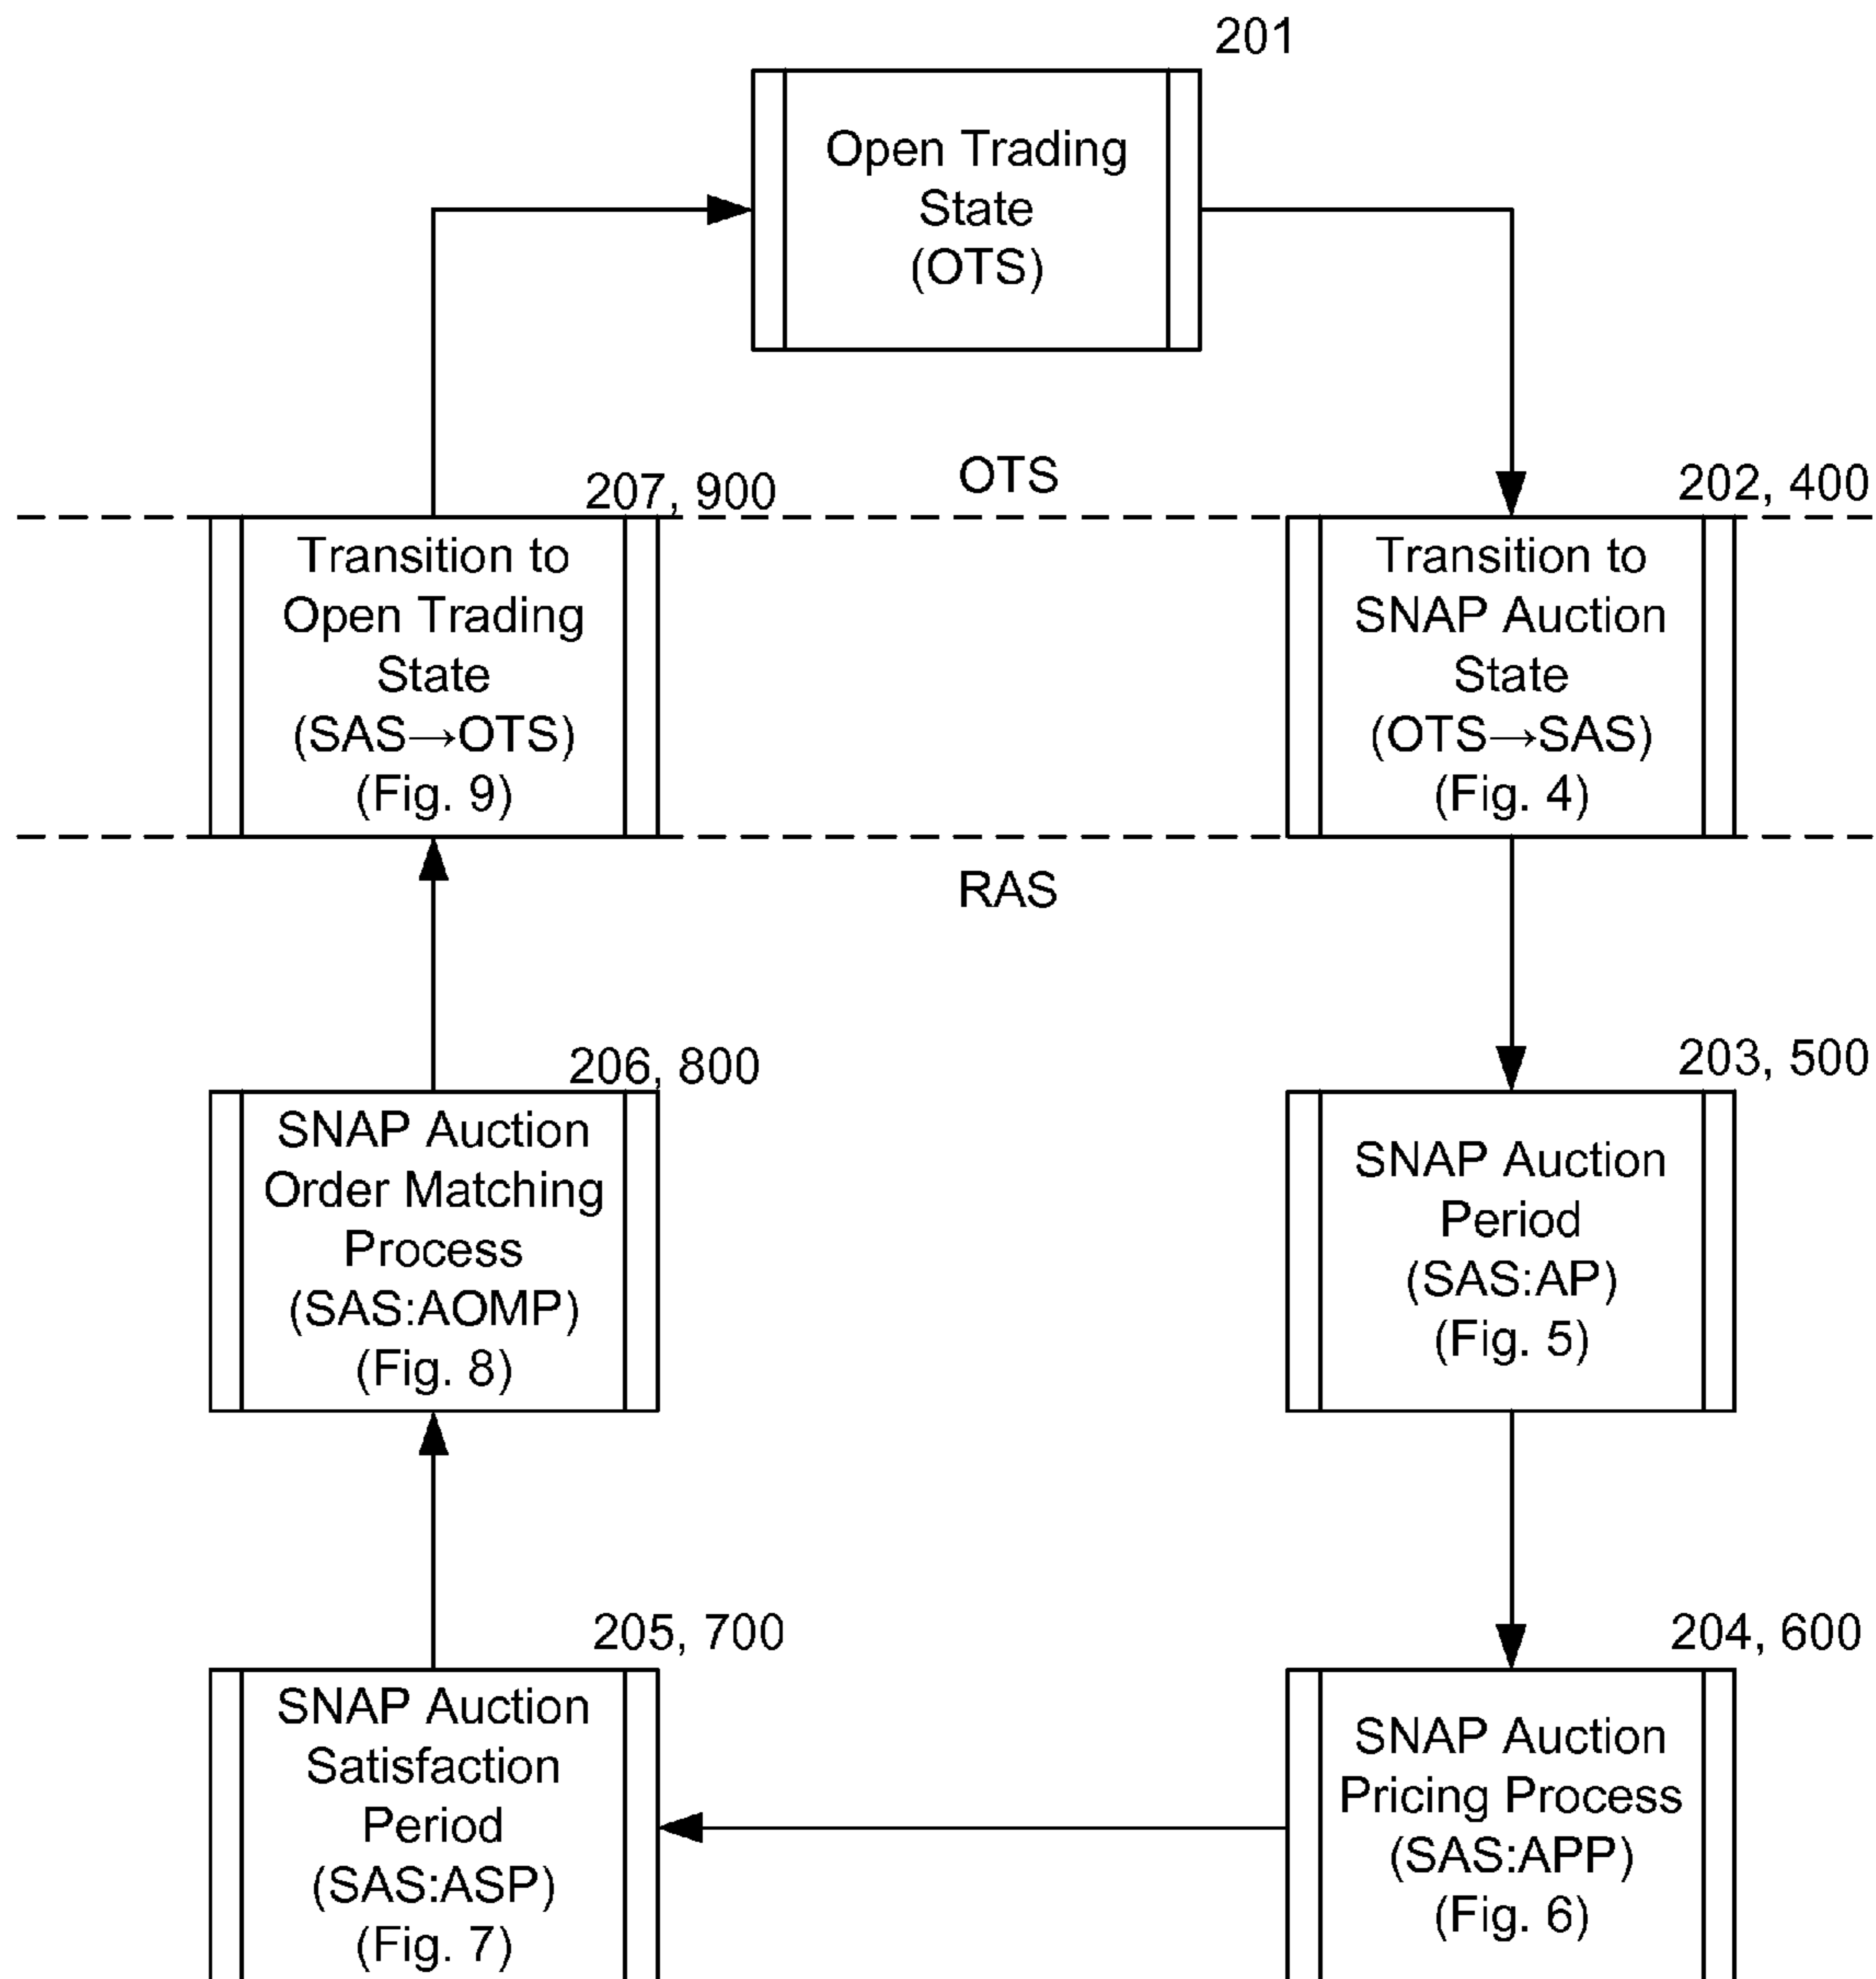 201
Open Trading
State
(OTS)
OTS
207, 900
Transition to
Open Trading
State
(SAS→OTS)
(Fig. 9)
202, 400
Transition to
SNAP Auction
State
(OTS→SAS)
(Fig. 4)
RAS
206, 800
SNAP Auction
Order Matching
Process
(SAS:AOMP)
(Fig. 8)
203, 500
SNAP Auction
Period
(SAS:AP)
(Fig. 5)
205, 700
SNAP Auction
Satisfaction
Period
(SAS:ASP)
(Fig. 7)
204, 600
SNAP Auction
Pricing Process
(SAS:APP)
(Fig. 6)